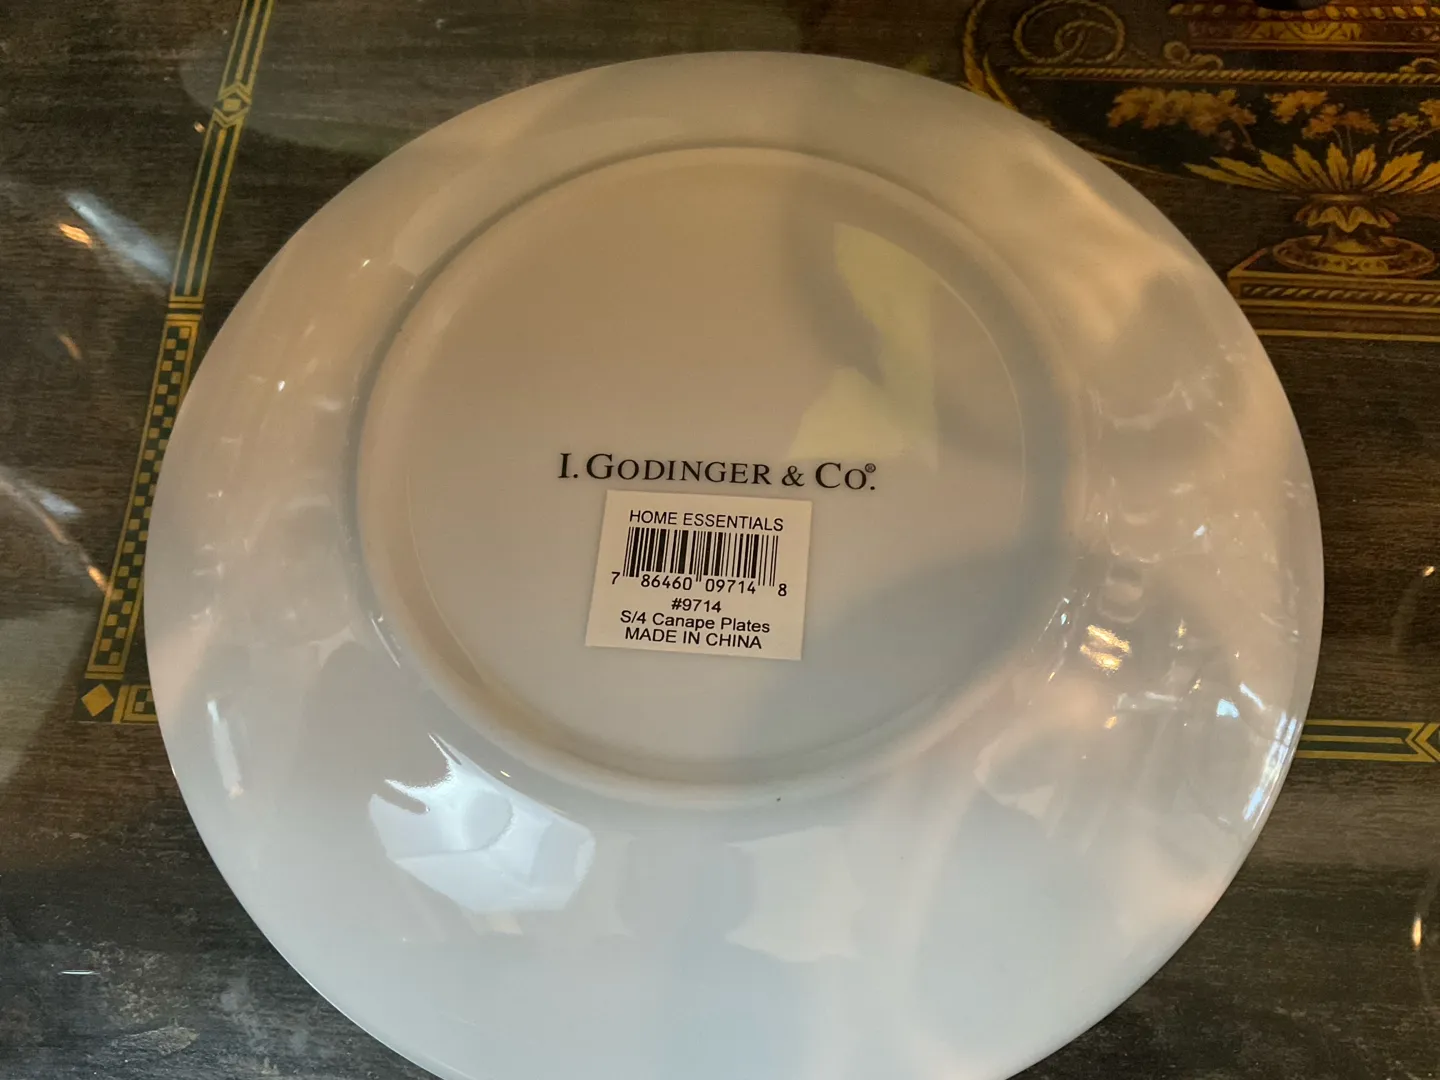 I. GODINGER & CO.®
HOME ESSENTIALS
7 86460 09714 8
#9714
S/4 Canape Plates
MADE IN CHINA